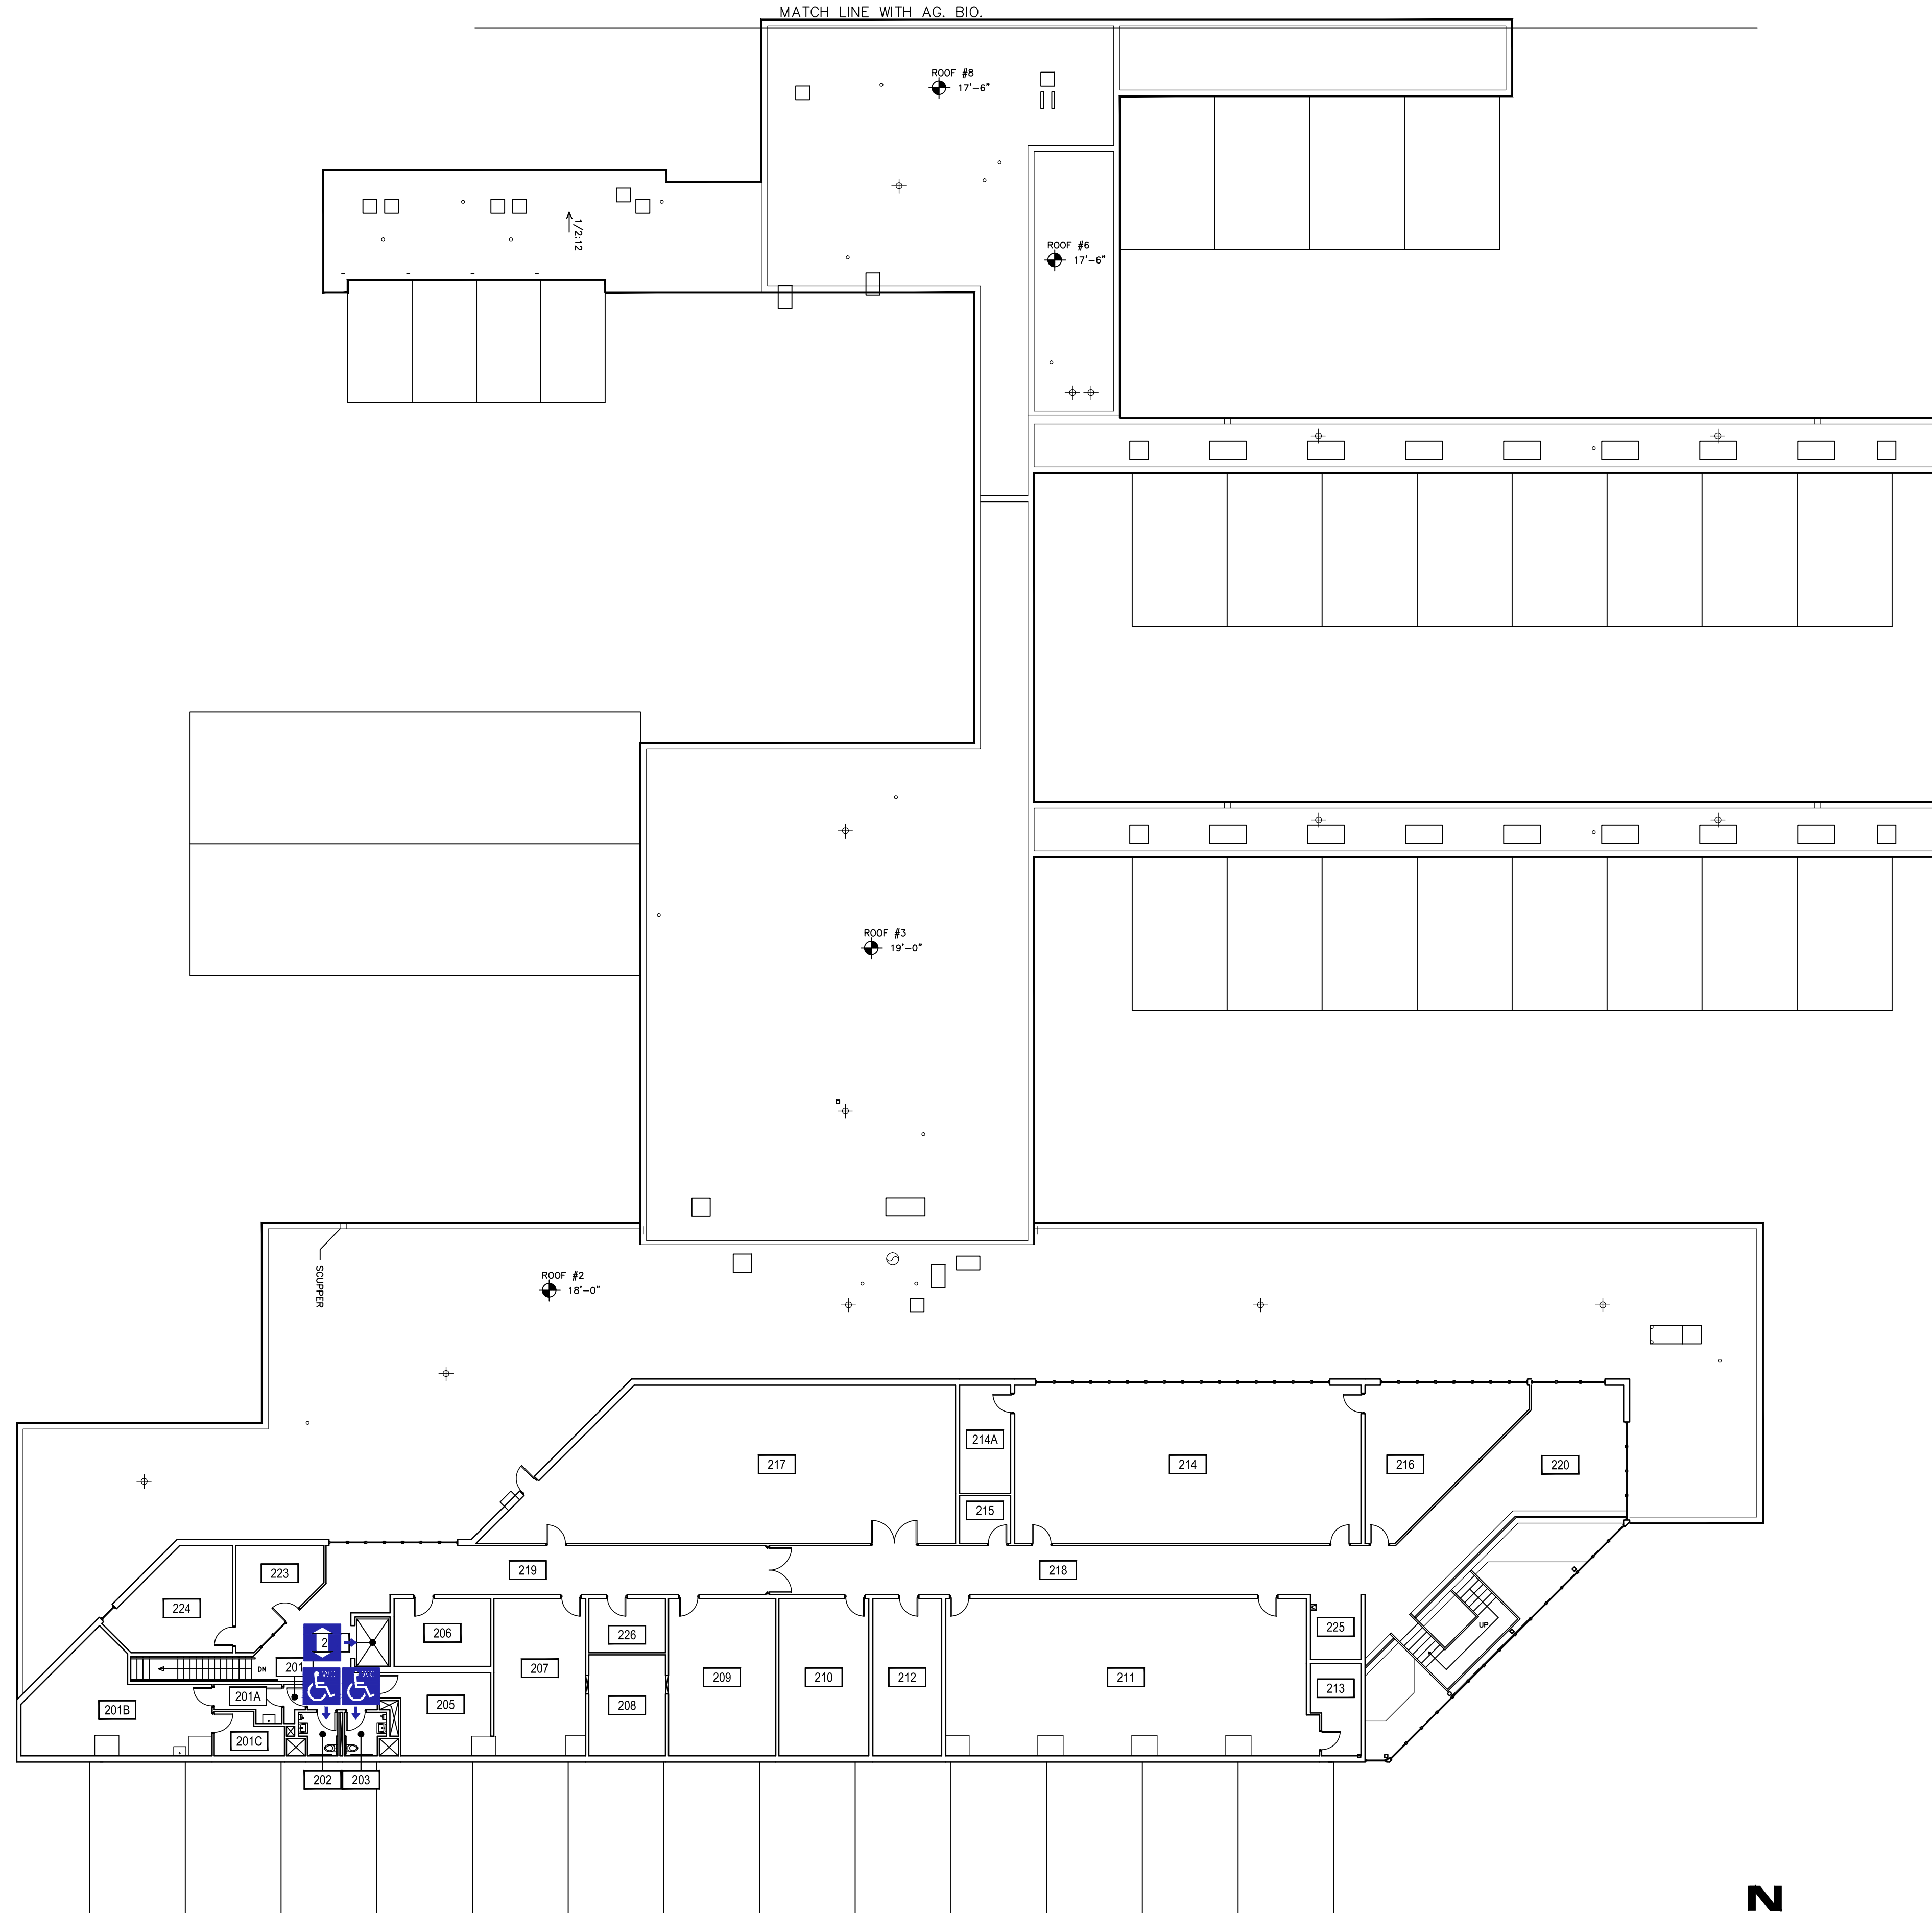 MATCH LINE WITH AG. BIO.
ROOF #8
17'-6"
1/2:12
ROOF #6
17'-6"
ROOF #3
19'-0"
ROOF #2
18'-0"
SCUPPER
217
214A
214
216
220
215
219
218
223
224
206
226
225
201
DN
UP
WC
WC
207
209
210
212
211
213
201A
201B
205
208
201C
202
203
N